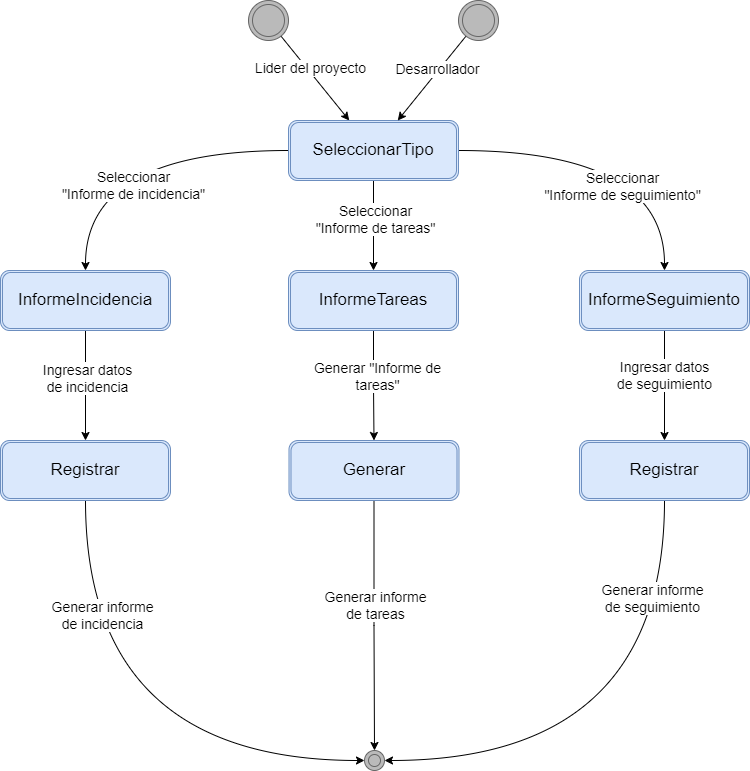 Lider del proyecto
Desarrollador
SeleccionarTipo
Seleccionar
"Informe de incidencia"
Seleccionar
"Informe de tareas"
Seleccionar
"Informe de seguimiento"
InformeIncidencia
InformeTareas
InformeSeguimiento
Ingresar datos
de incidencia
Generar "Informe de
tareas"
Ingresar datos
de seguimiento
Registrar
Generar
Registrar
Generar informe
de incidencia
Generar informe
de tareas
Generar informe
de seguimiento